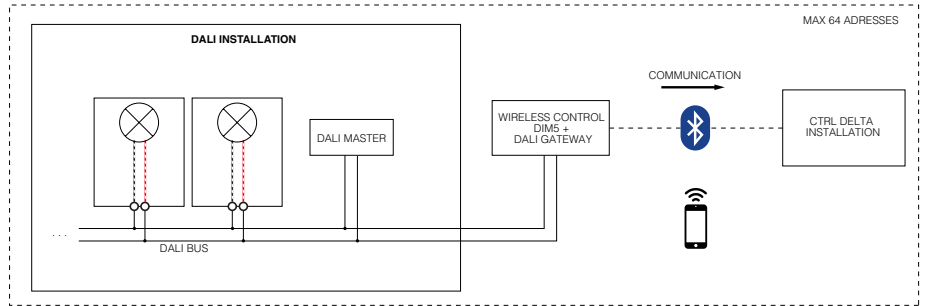 MAX 64 ADRESSES
DALI INSTALLATION
COMMUNICATION
DALI MASTER
WIRELESS CONTROL
DIM5 +
DALI GATEWAY
CTRL DELTA
INSTALLATION
. . .
DALI BUS